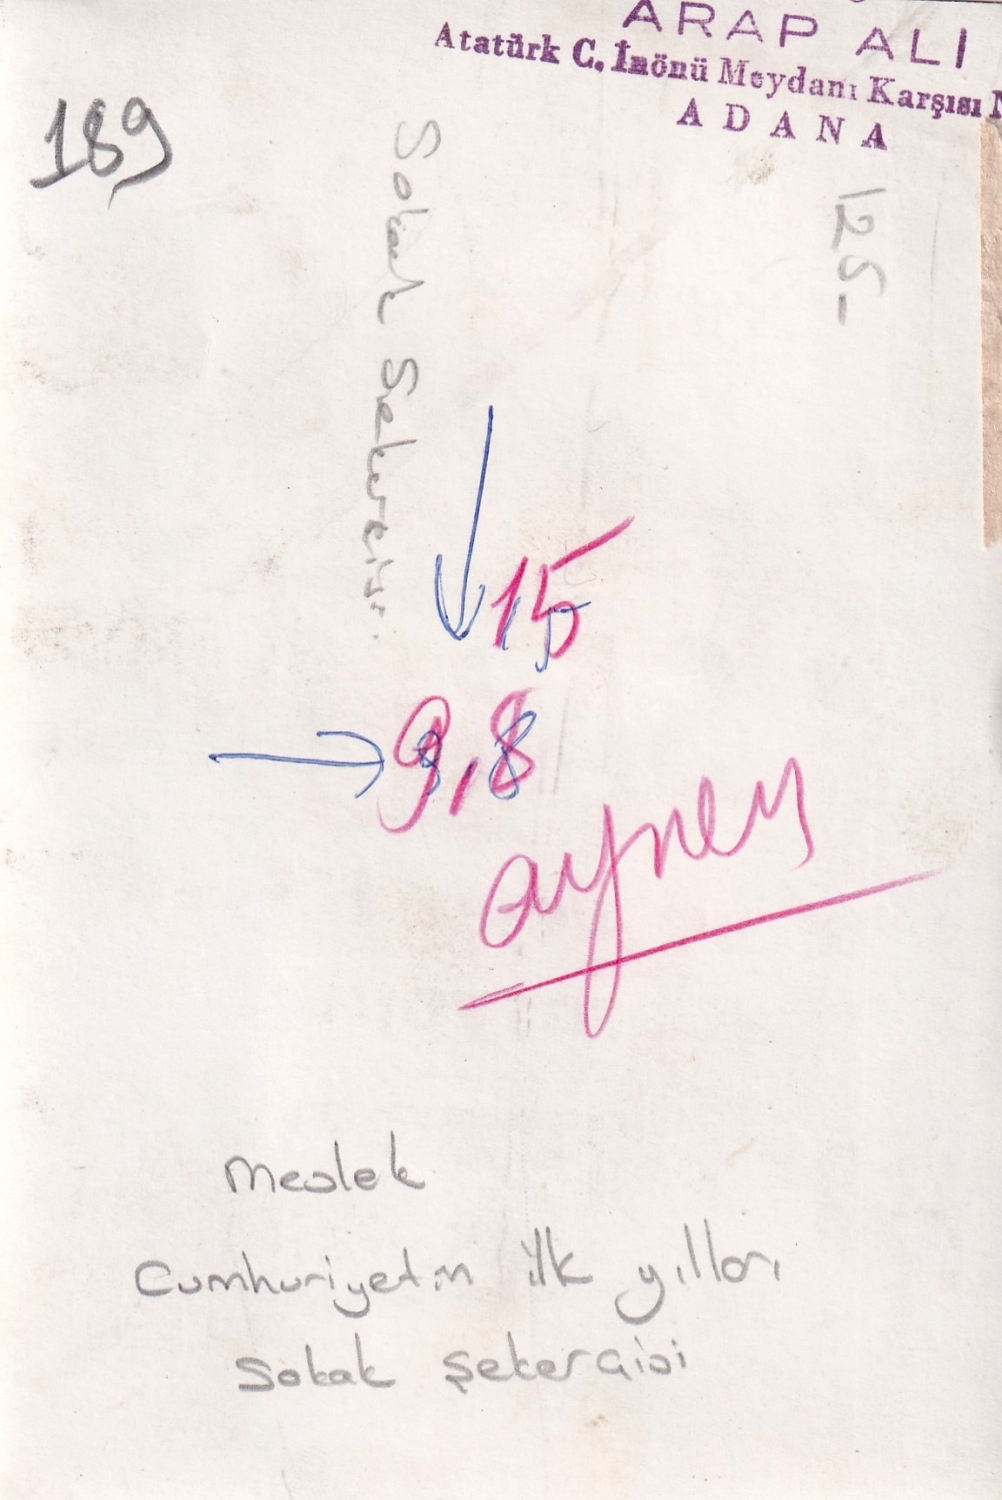 ARAP ALİ
Atatürk C. İnönü Meydanı Karşısı
ADANA
189
125-
Sokak Şekercisi
15
9,8
aynen
Meslek
Cumhuriyetin ilk yılları
Sokak Şekercisi